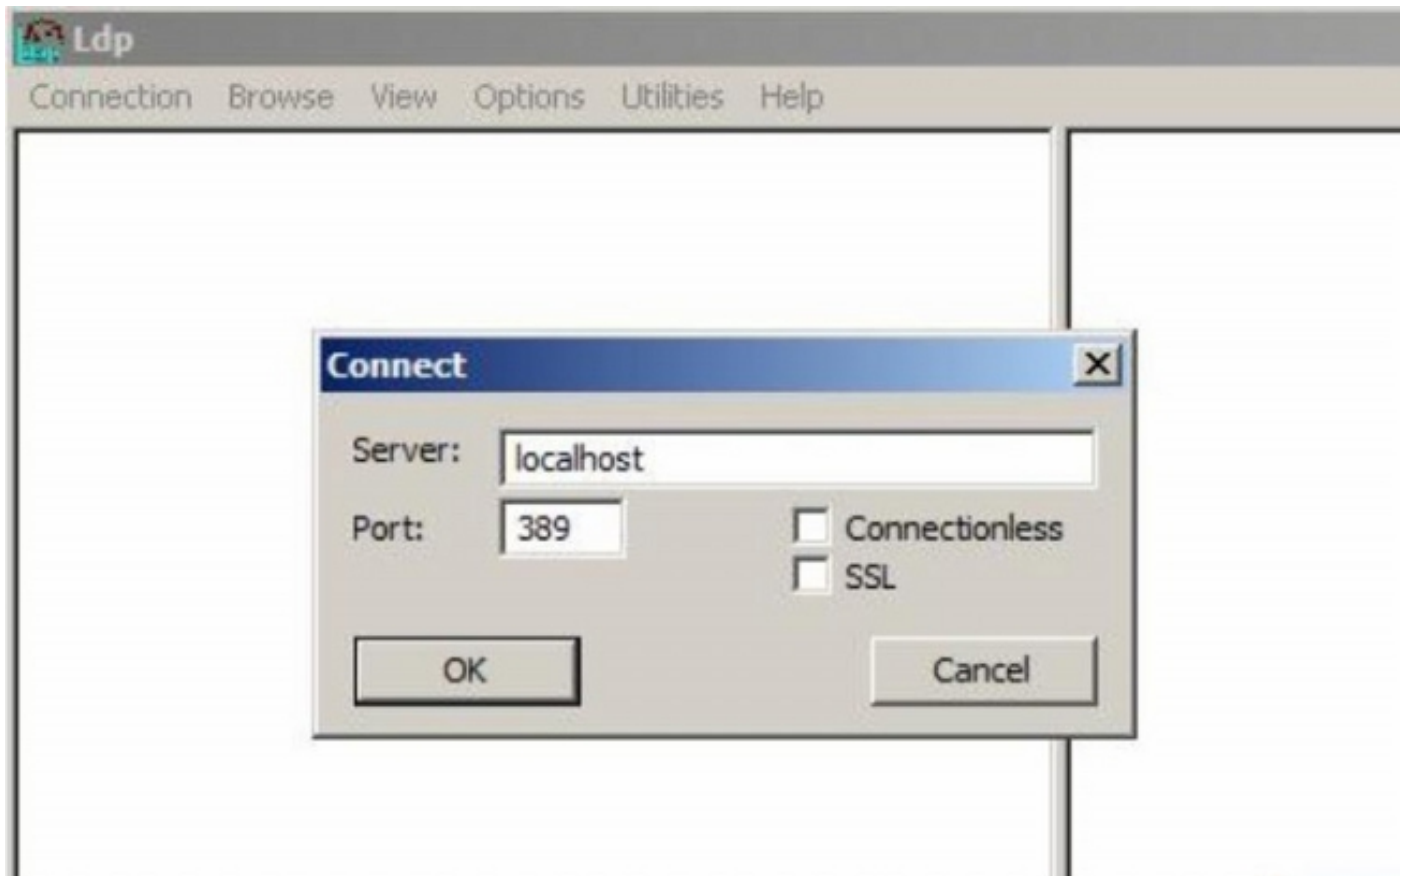 Ldp
Connection Browse View Options Utilities Help
Connect
Server: localhost
Port: 389 Connectionless
SSL
OK Cancel